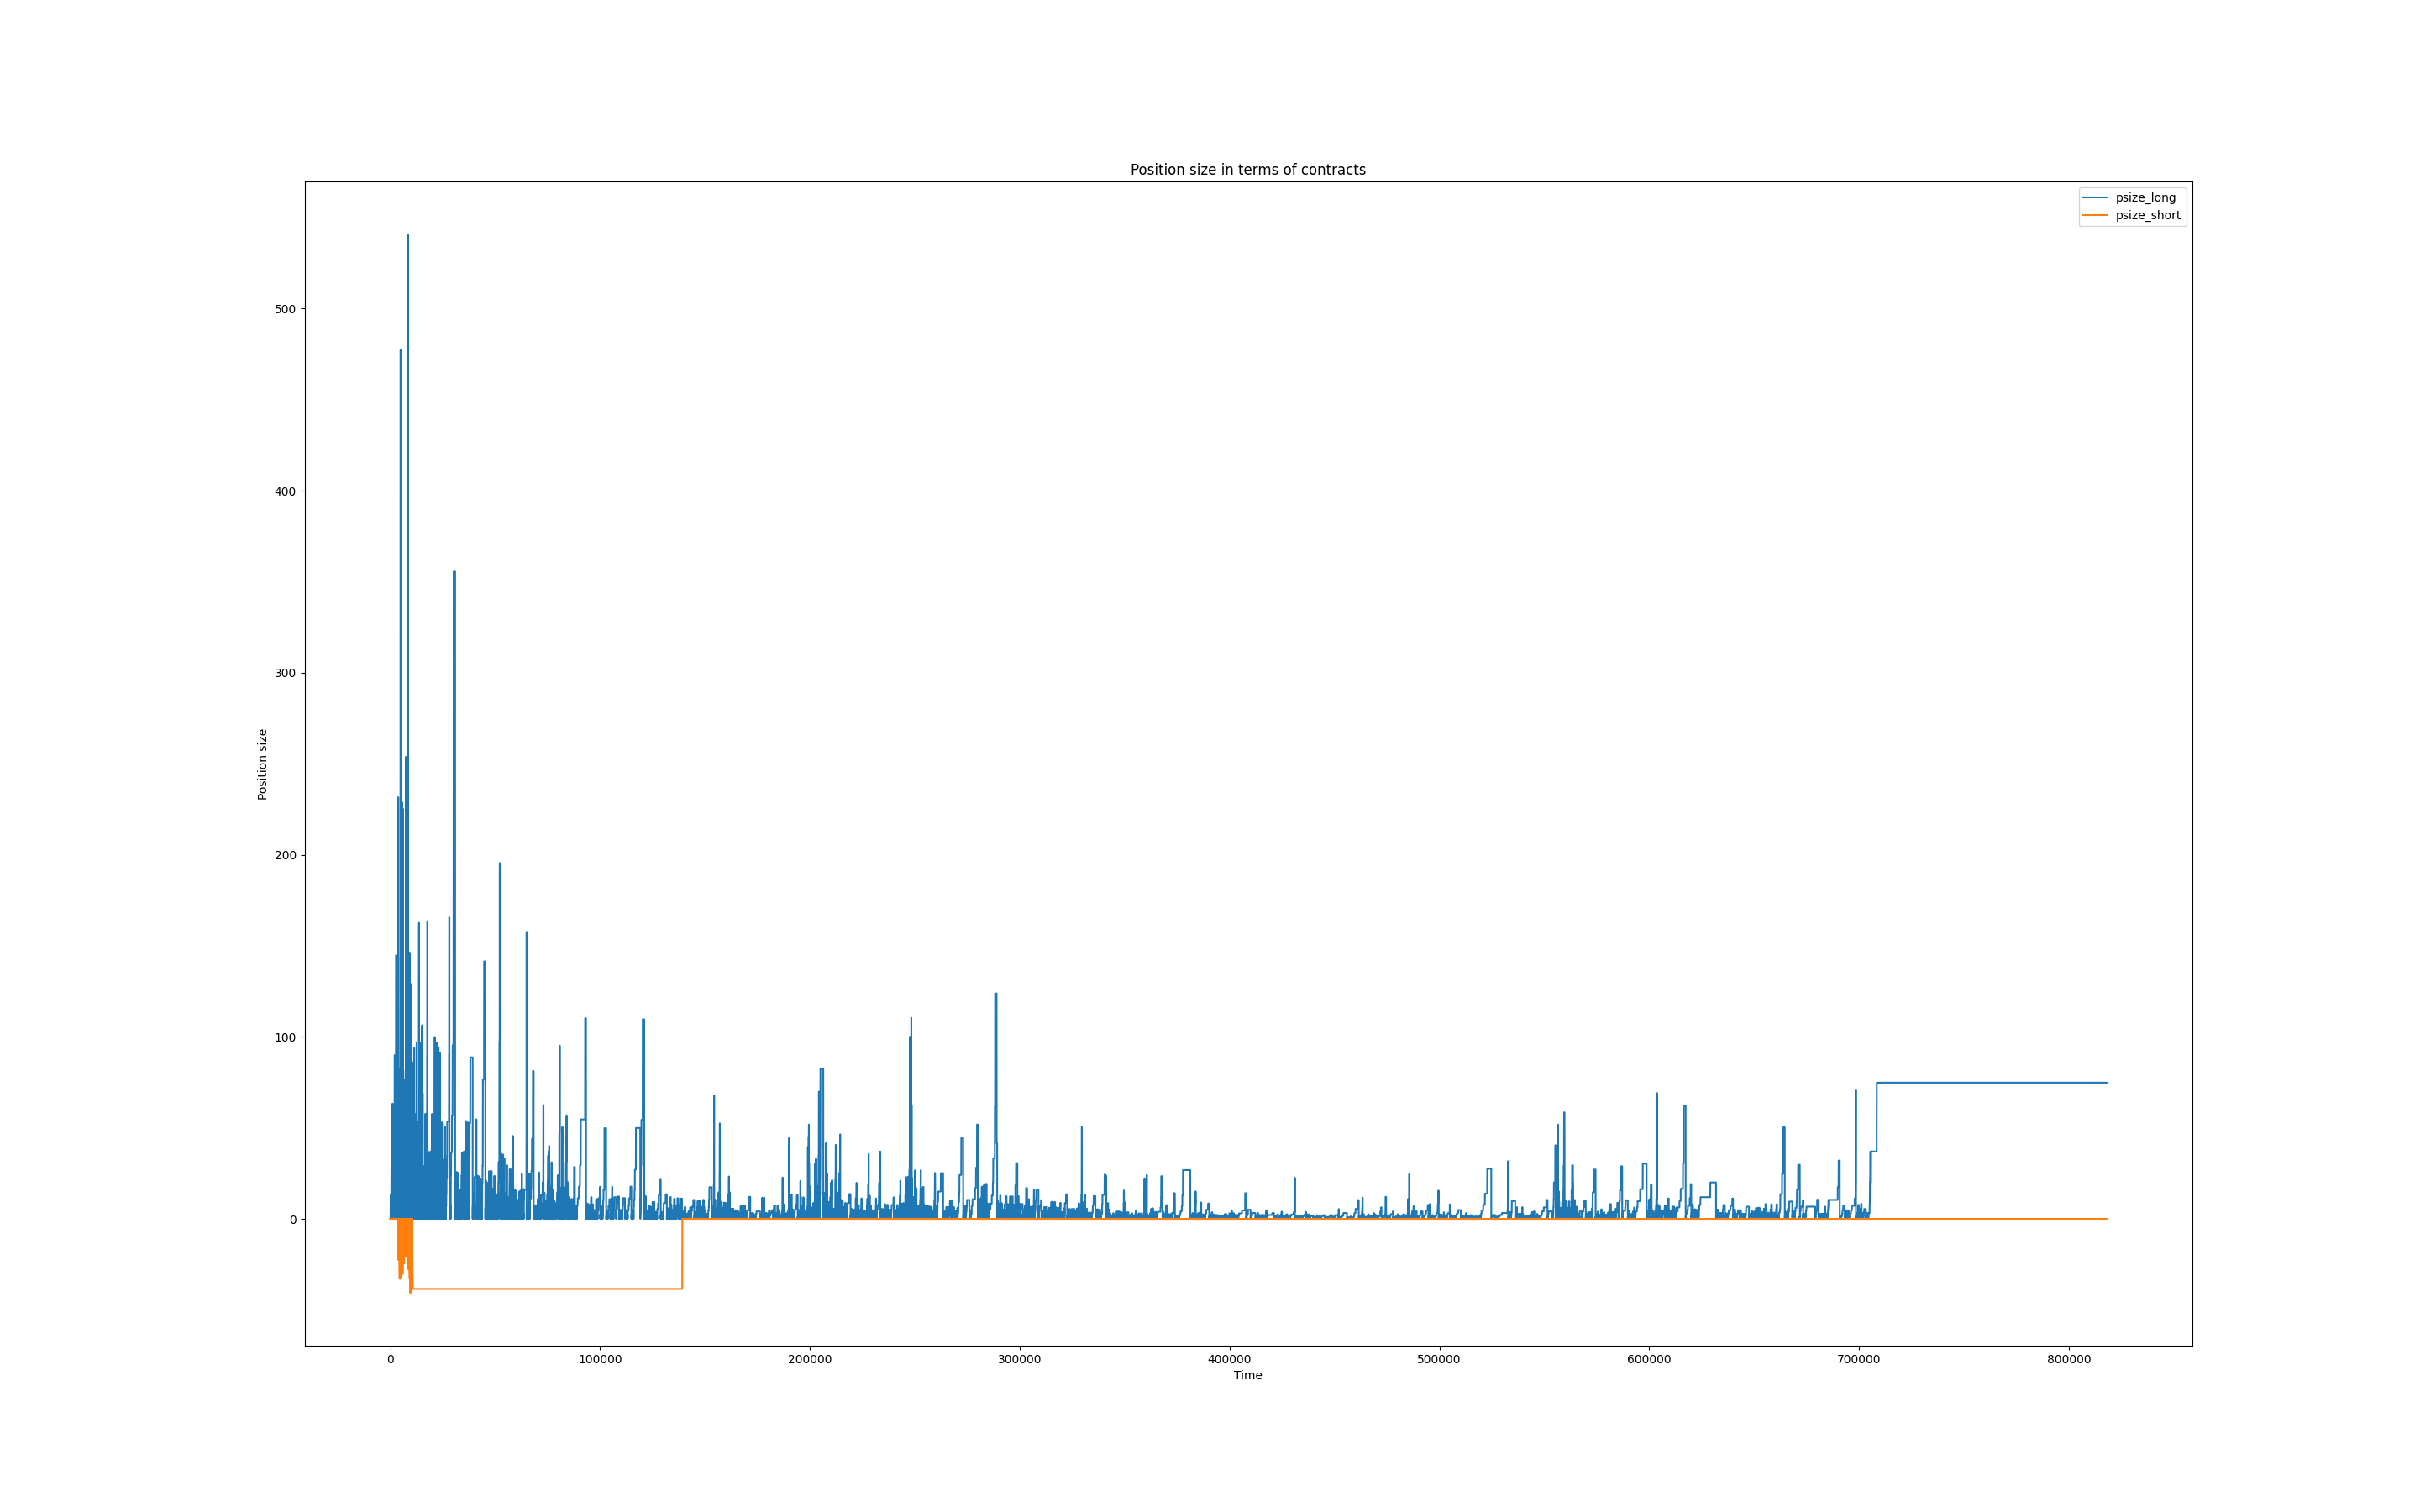 Position size in terms of contracts
psize_long
psize_short
500
400
300
200
100
0
Position size
0 100000 200000 300000 400000 500000 600000 700000 800000
Time